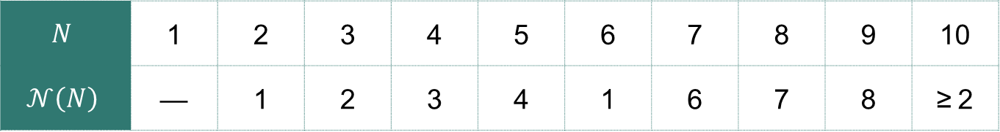 N 1 2 3 4 5 6 7 8 9 10
𝒩(N) — 1 2 3 4 1 6 7 8 ≥ 2